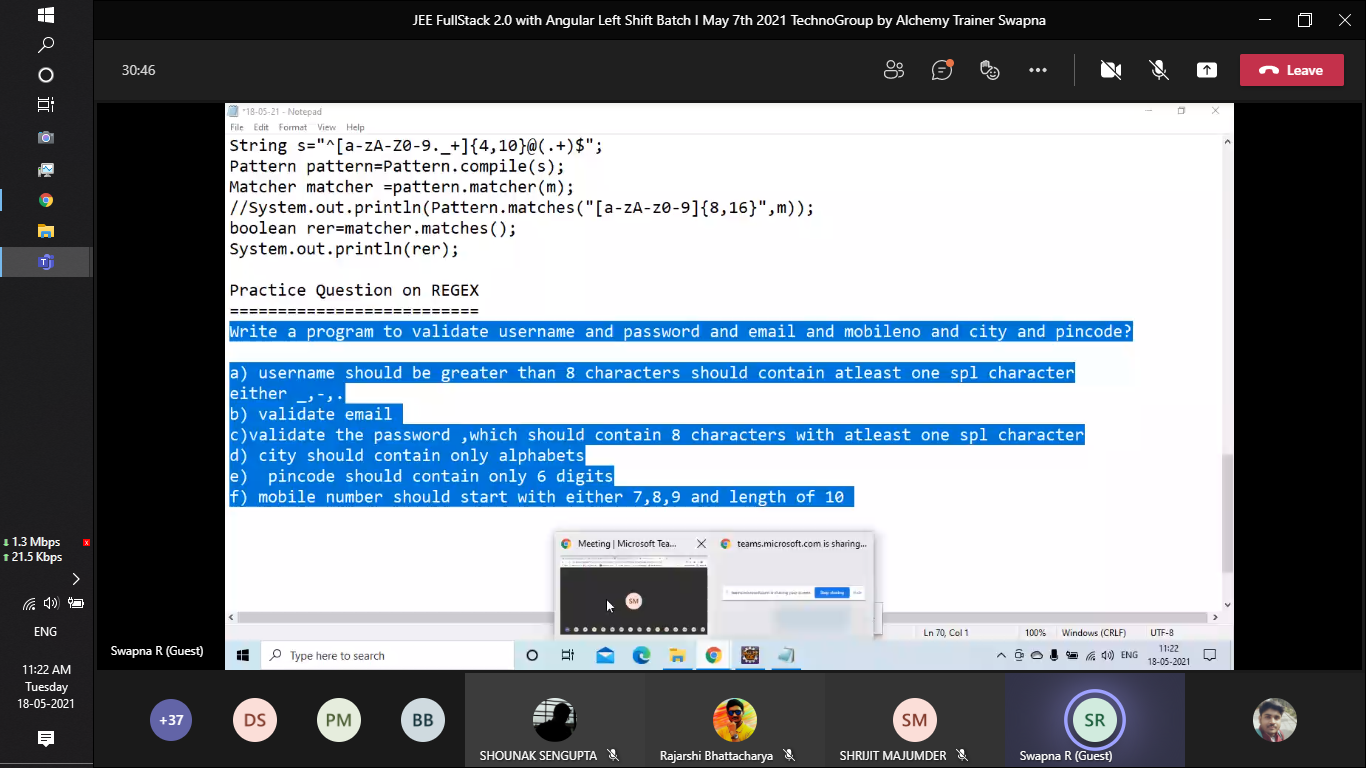 JEE FullStack 2.0 with Angular Left Shift Batch I May 7th 2021 TechnoGroup by Alchemy Trainer Swapna
30:46
Leave
*18-05-21 - Notepad
File Edit Format View Help
String s="^[a-zA-Z0-9._+]{4,10}@(.+)$";
Pattern pattern=Pattern.compile(s);
Matcher matcher =pattern.matcher(m);
//System.out.println(Pattern.matches("[a-zA-z0-9]{8,16}",m));
boolean rer=matcher.matches();
System.out.println(rer);
Practice Question on REGEX
==========================
Write a program to validate username and password and email and mobileno and city and pincode?
a) username should be greater than 8 characters should contain atleast one spl character
either _,-,.
b) validate email
c)validate the password ,which should contain 8 characters with atleast one spl character
d) city should contain only alphabets
e)  pincode should contain only 6 digits
f) mobile number should start with either 7,8,9 and length of 10
Meeting | Microsoft Tea...
teams.microsoft.com is sharing...
SM
Stop sharing
Ln 70, Col 1
100%
Windows (CRLF)
UTF-8
Type here to search
ENG
11:22
18-05-2021
Swapna R (Guest)
1.3 Mbps
x
21.5 Kbps
ENG
11:22 AM
Tuesday
18-05-2021
+37
DS
PM
BB
SHOUNAK SENGUPTA
Rajarshi Bhattacharya
SM
SHRIJIT MAJUMDER
SR
Swapna R (Guest)